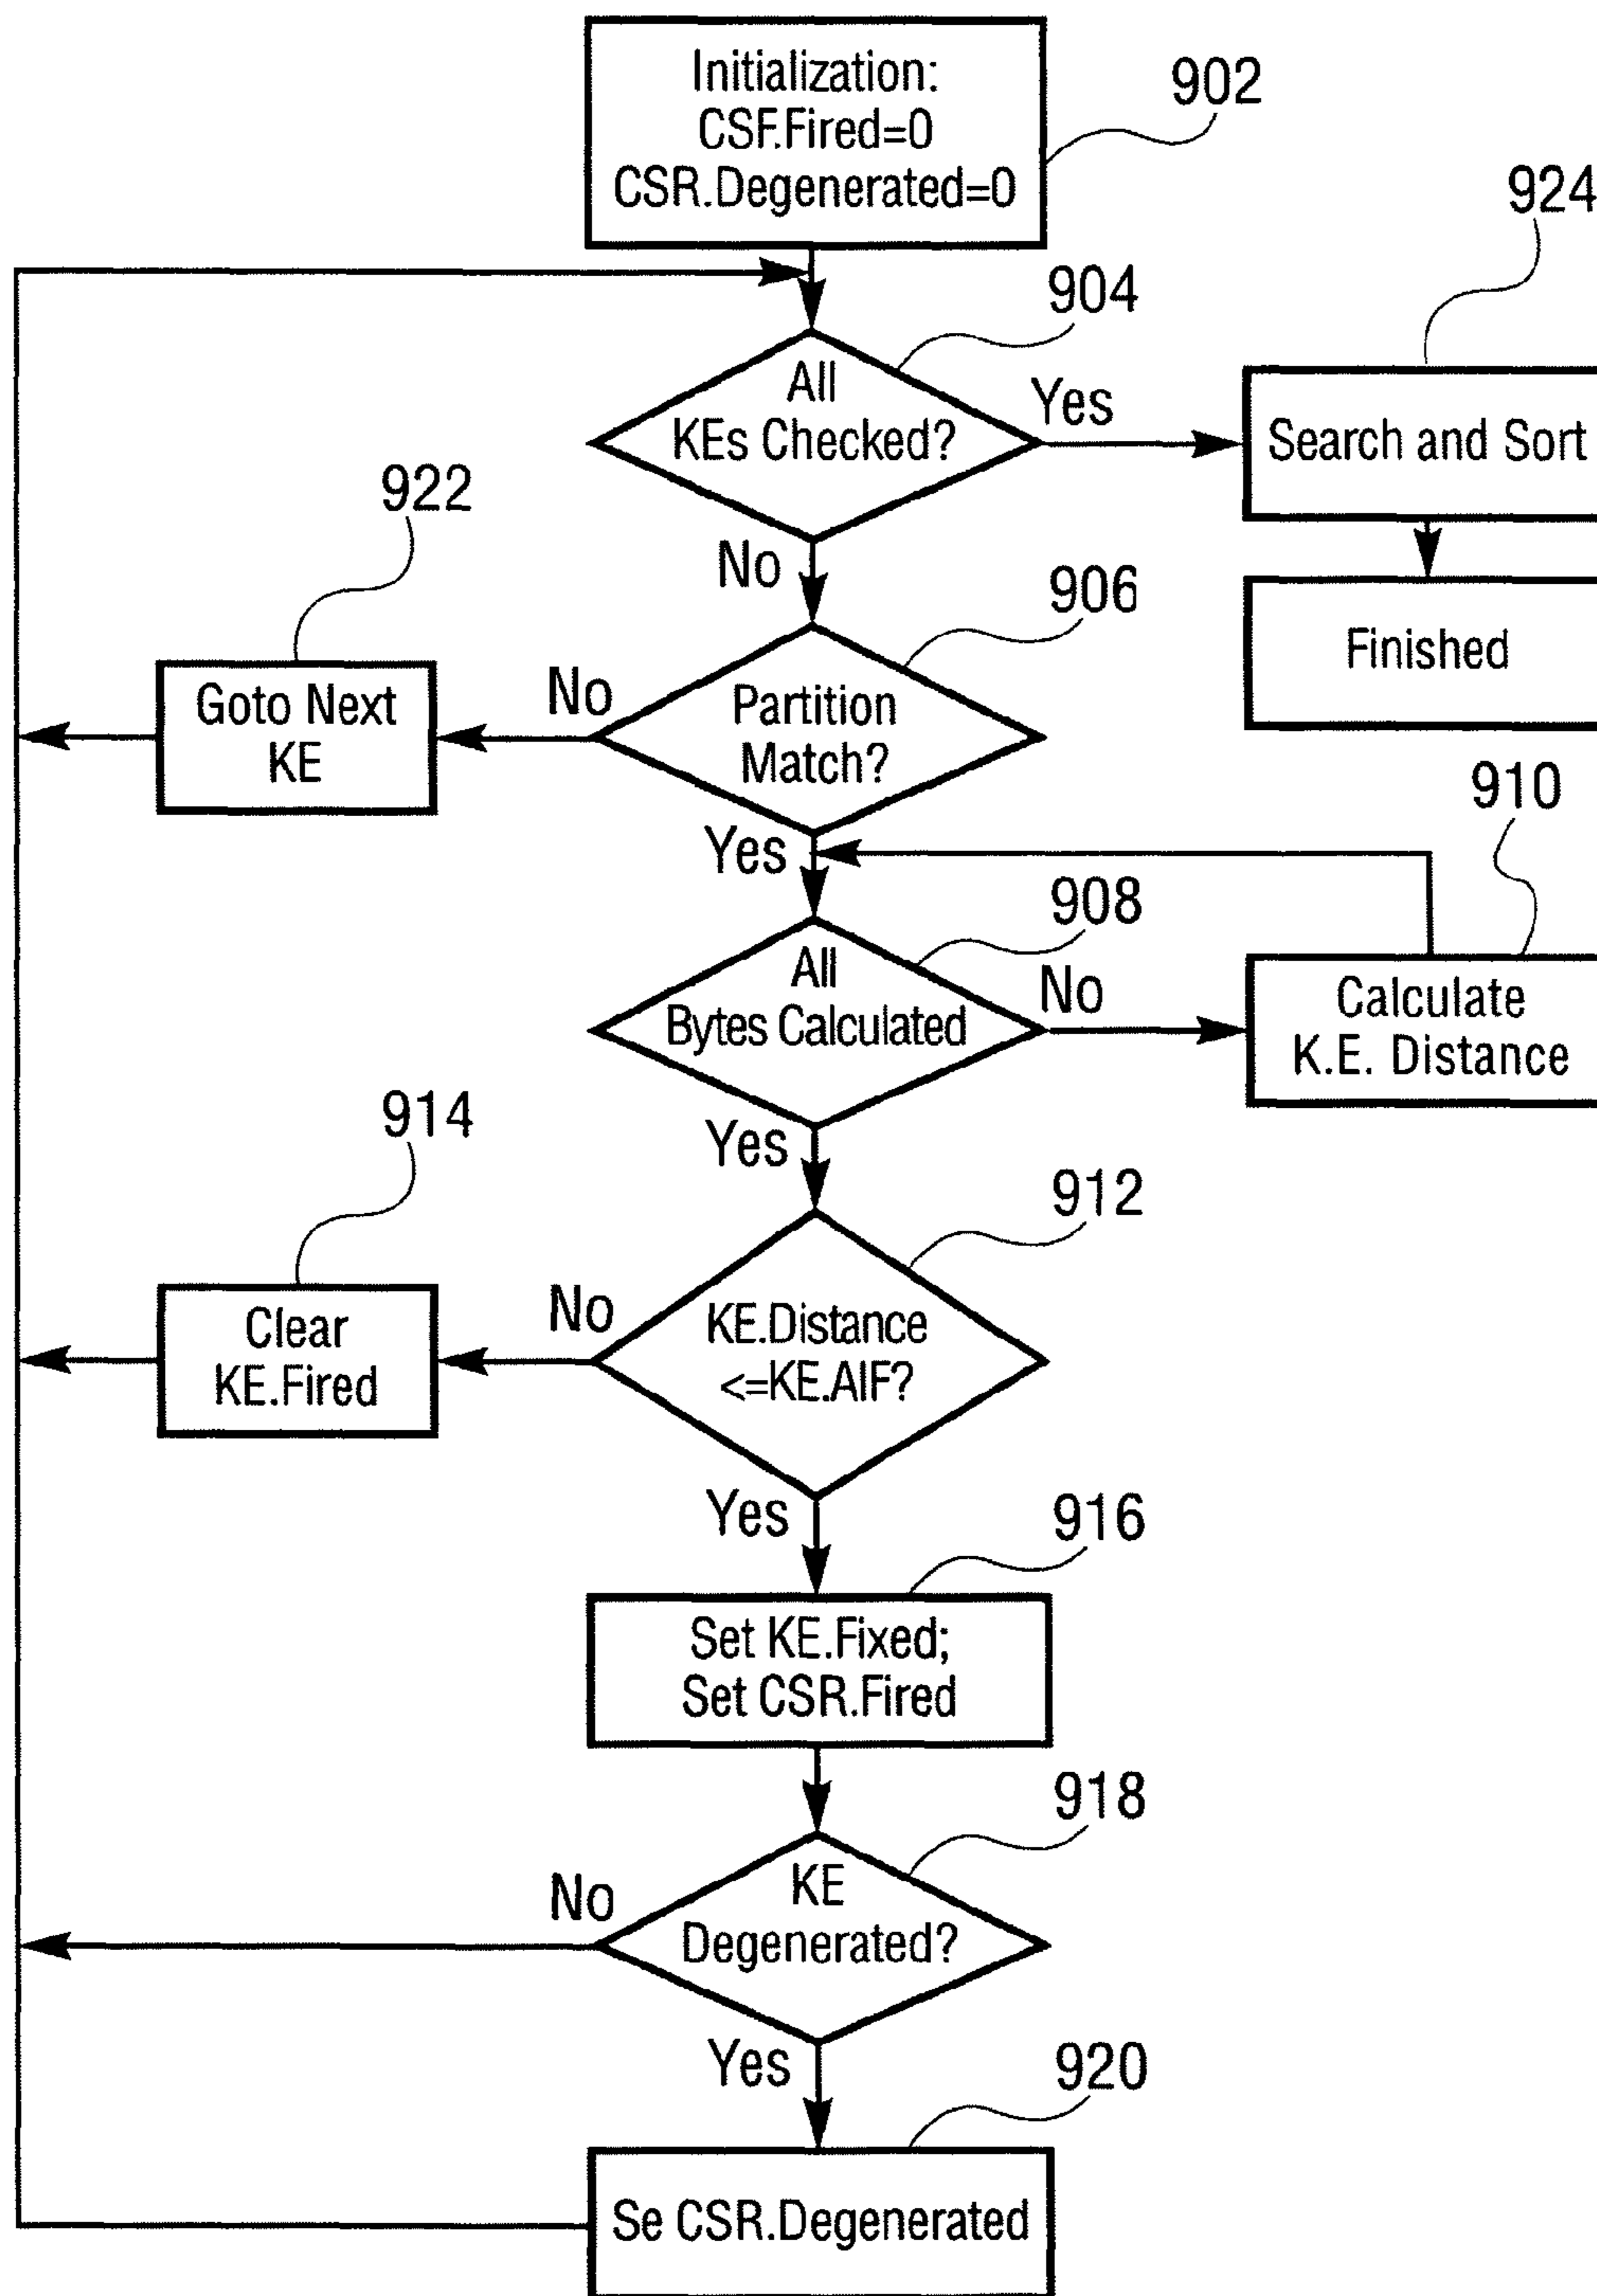 Initialization:
CSF.Fired=0
CSR.Degenerated=0
902
924
904
All
KEs Checked?
Yes
Search and Sort
922
No
906
Finished
Goto Next
KE
No
Partition
Match?
910
Yes
908
All
Bytes Calculated
No
Calculate
K.E. Distance
914
Yes
912
Clear
KE.Fired
No
KE.Distance
<=KE.AIF?
Yes
916
Set KE.Fixed;
Set CSR.Fired
918
No
KE
Degenerated?
Yes
920
Se CSR.Degenerated